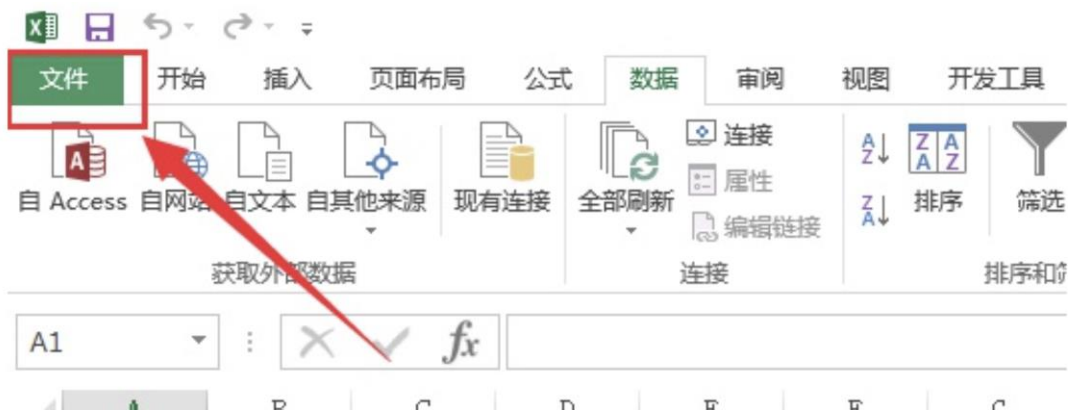 文件 开始 插入 页面布局 公式 数据 审阅 视图 开发工具
自 Access 自网站 自文本 自其他来源 现有连接 全部刷新 连接 属性 编辑链接 排序 筛选
获取外部数据 连接 排序和
A1 fx
A B C D E F G